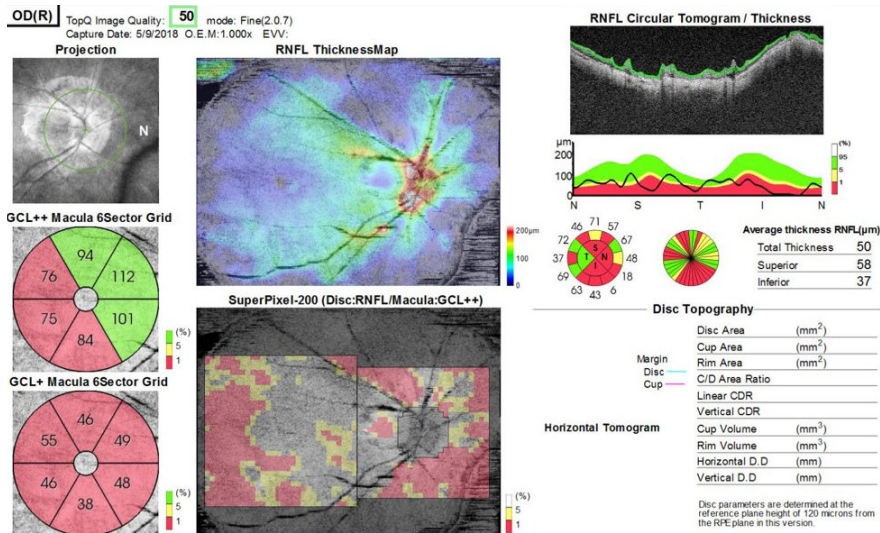 OD(R) TopQ Image Quality: 50 mode: Fine(2.0.7)
Capture Date: 5/9/2018 O.E.M:1.000x EVV:
Projection
N
RNFL ThicknessMap
200µm
100
0
RNFL Circular Tomogram / Thickness
µm
200
100
0
N S T I N
(%)
95
5
1
GCL++ Macula 6Sector Grid
94
76 112
75 101
84
(%)
5
1
GCL+ Macula 6Sector Grid
46
55 49
46 48
38
(%)
5
1
SuperPixel-200 (Disc:RNFL/Macula:GCL++)
(%)
5
1
71
46 57
72 67
37 48
69 18
63 6
43
S
T N
I
Average thickness RNFL(µm)
Total Thickness 50
Superior 58
Inferior 37
Disc Topography
Margin
Disc
Cup
Disc Area (mm²)
Cup Area (mm²)
Rim Area (mm²)
C/D Area Ratio
Linear CDR
Vertical CDR
Cup Volume (mm³)
Rim Volume (mm³)
Horizontal D.D (mm)
Vertical D.D (mm)
Horizontal Tomogram
Disc parameters are determined at the
reference plane height of 120 microns from
the RPE plane in this version.